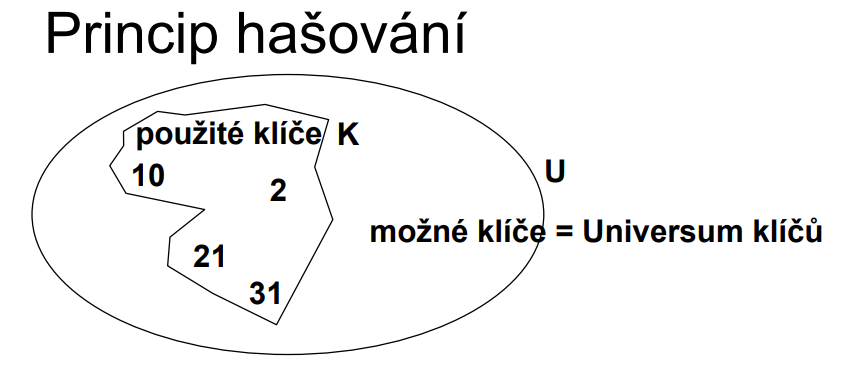 Princip hašování
použité klíče K
10
2
U
možné klíče = Universum klíčů
21
31